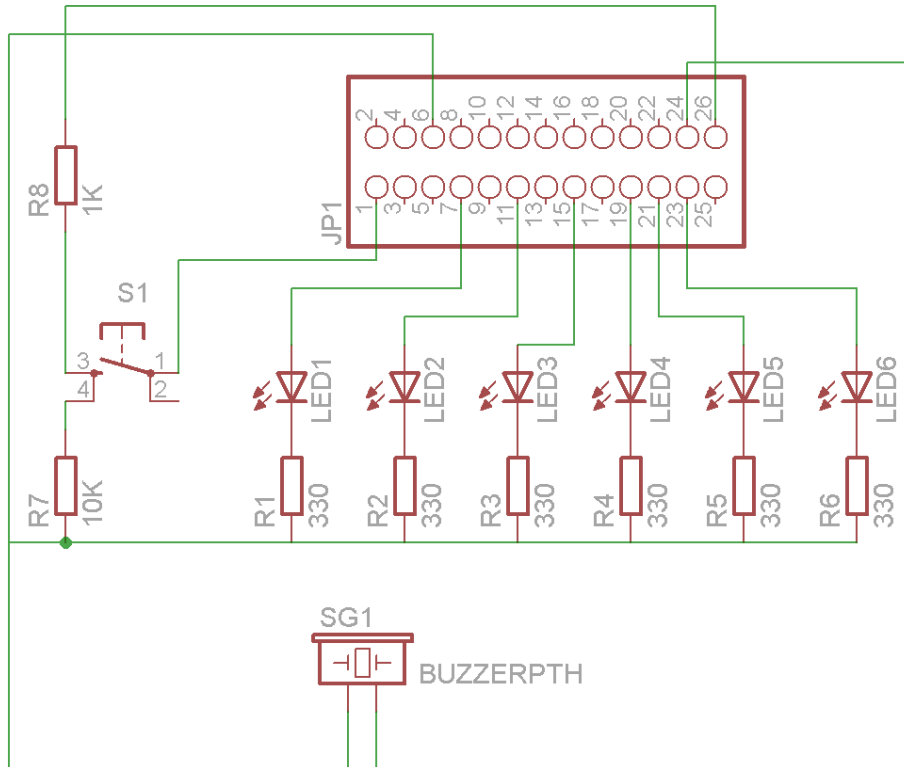 2 4 6 8 10 12 14 16 18 20 22 24 26
1 3 5 7 9 11 13 15 17 19 21 23 25
JP1
R8
1K
S1
3 1
4 2
LED1
LED2
LED3
LED4
LED5
LED6
R7
10K
R1
330
R2
330
R3
330
R4
330
R5
330
R6
330
SG1
BUZZERPTH